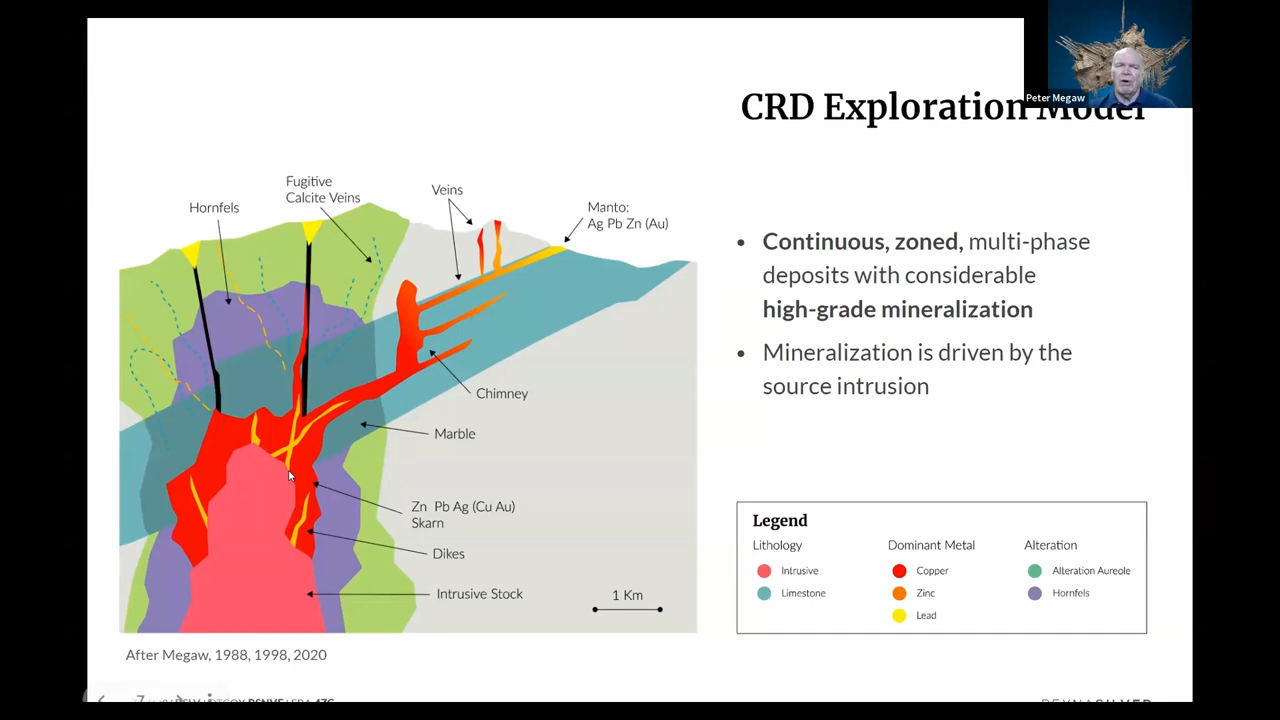 Peter Megaw
CRD Exploration Model
Fugitive
Calcite Veins
Veins
Hornfels
Manto:
Ag Pb Zn (Au)
Chimney
Marble
Zn Pb Ag (Cu Au)
Skarn
Dikes
Intrusive Stock
1 Km
After Megaw, 1988, 1998, 2020
• Continuous, zoned, multi-phase
deposits with considerable
high-grade mineralization
• Mineralization is driven by the
source intrusion
Legend
Lithology
Intrusive
Limestone
Dominant Metal
Copper
Zinc
Lead
Alteration
Alteration Aureole
Hornfels
7